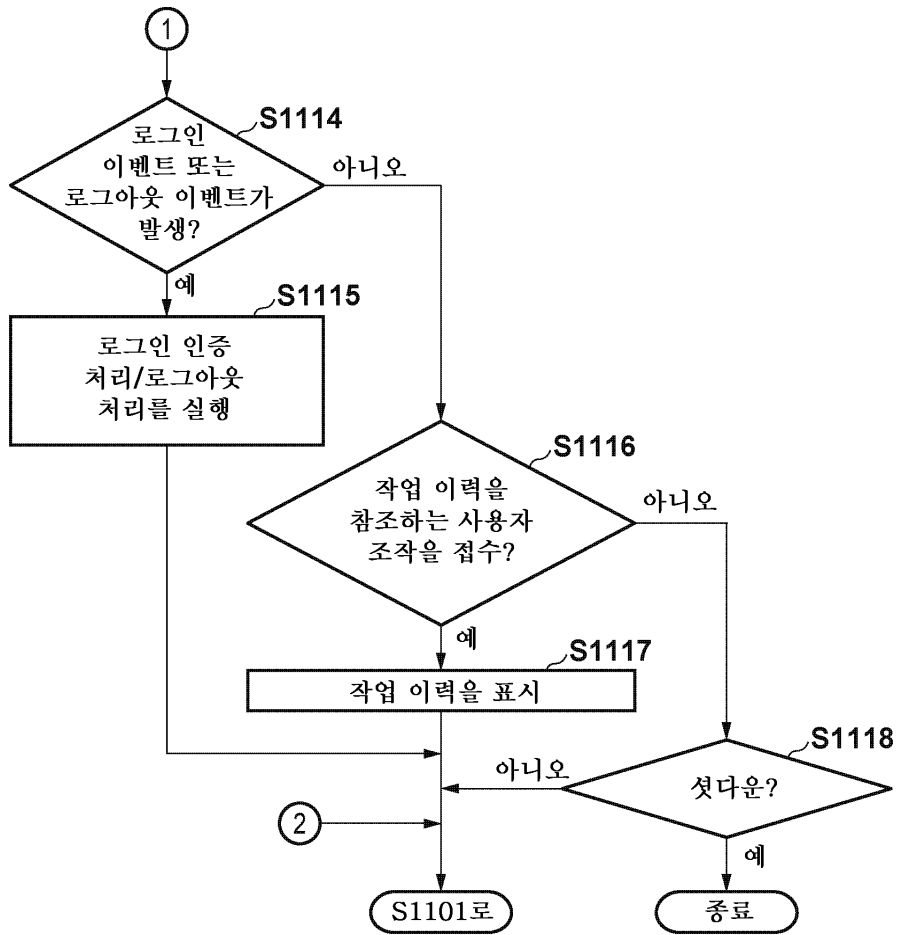 1
S1114
로그인
이벤트 또는
로그아웃 이벤트가
발생?
아니오
예
S1115
로그인 인증
처리/로그아웃
처리를 실행
S1116
작업 이력을
참조하는 사용자
조작을 접수?
아니오
예
S1117
작업 이력을 표시
S1118
셧다운?
아니오
2
예
S1101로
종료